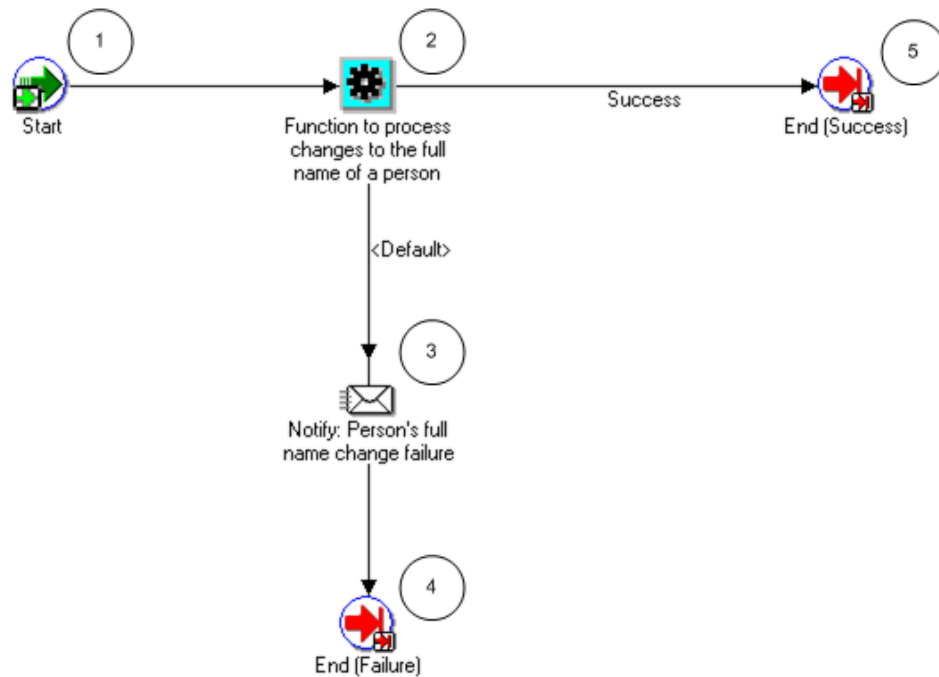 1
2
5
Start
Success
End (Success)
Function to process
changes to the full
name of a person
<Default>
3
Notify: Person's full
name change failure
4
End (Failure)